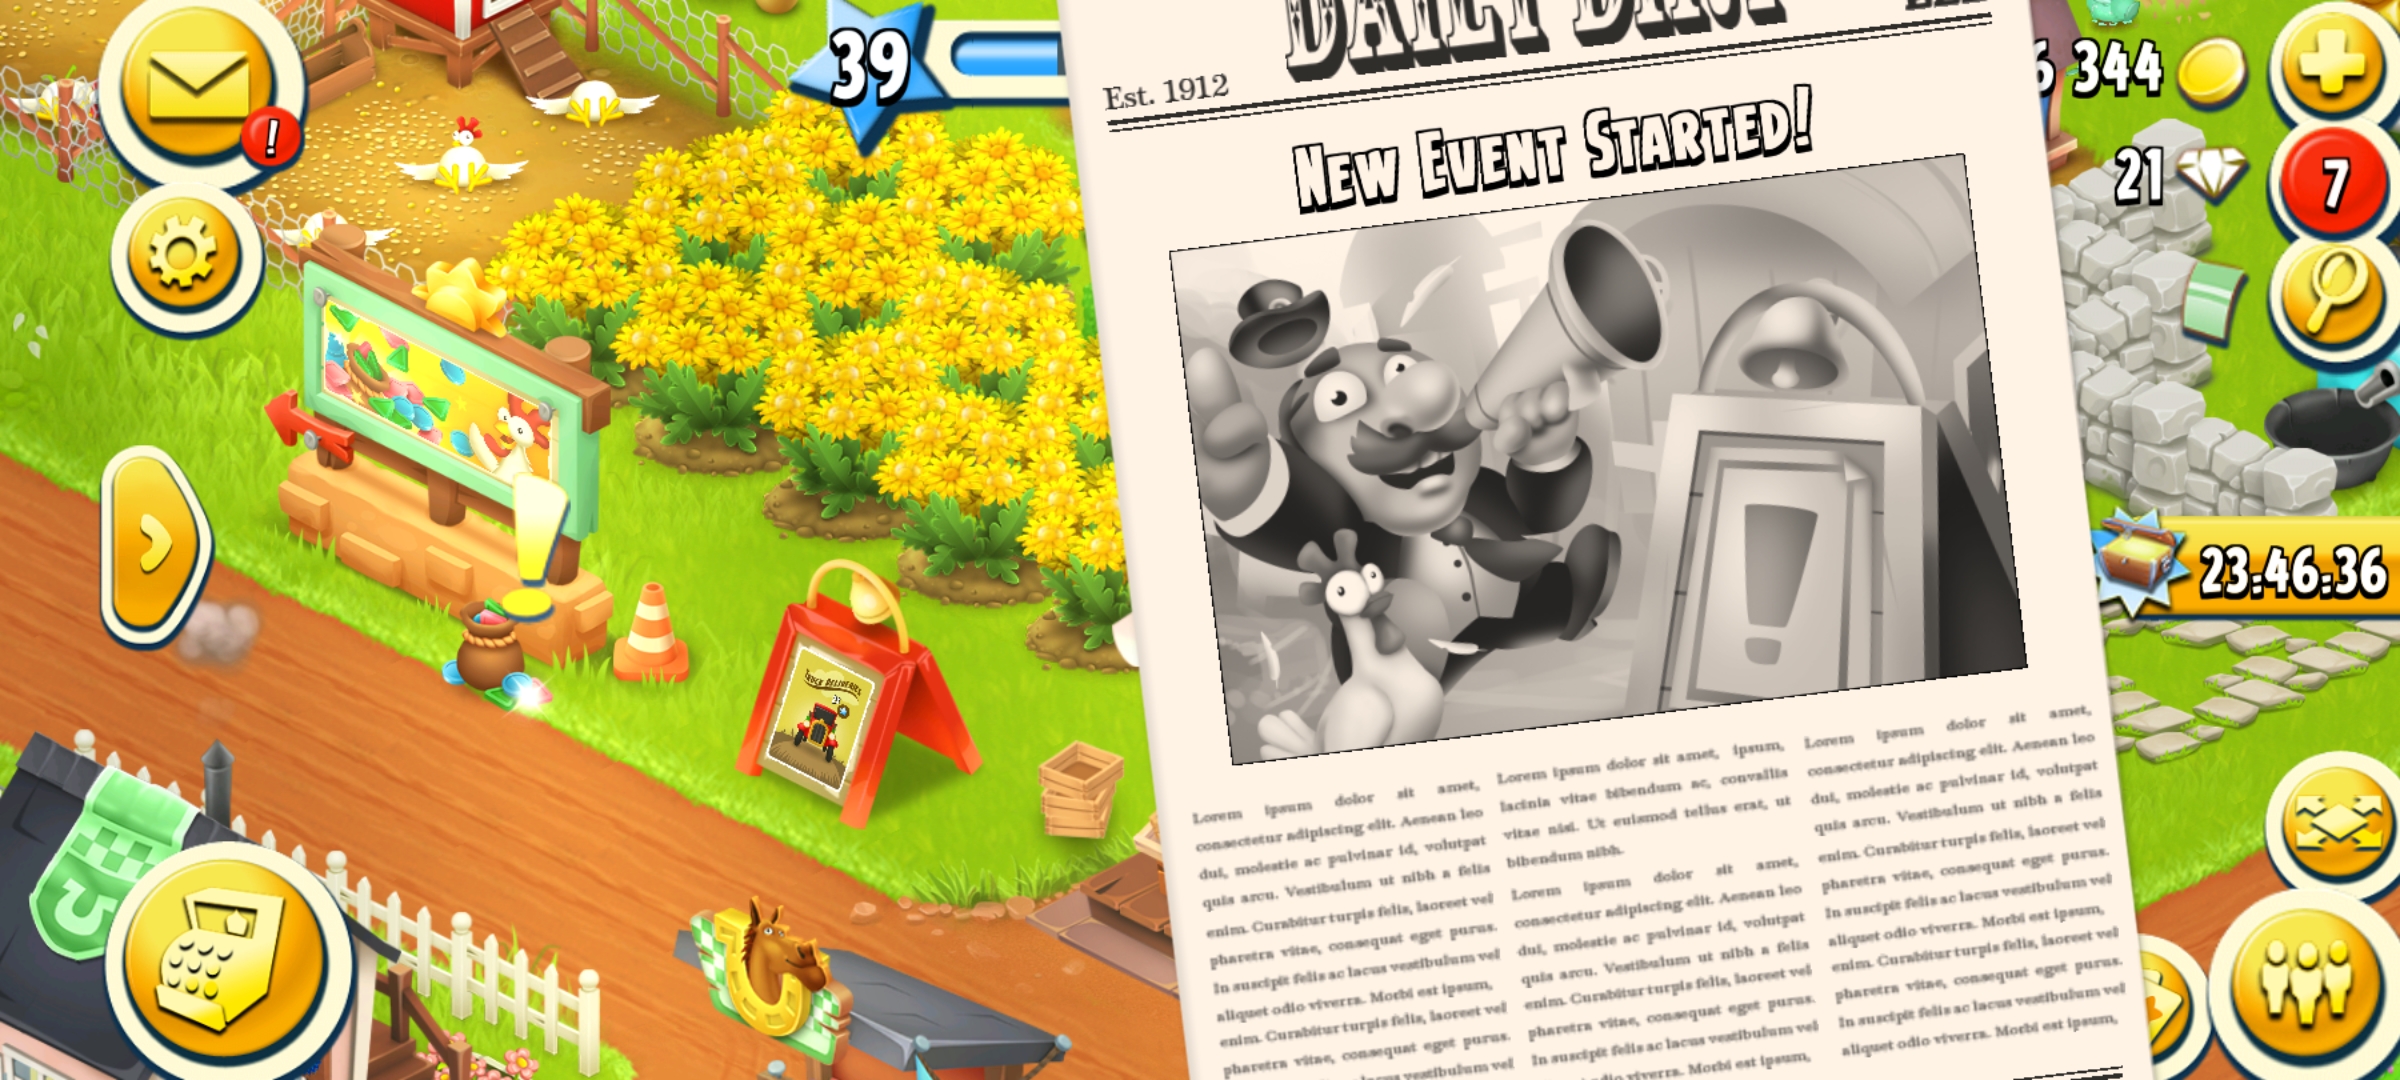 39
6 344
21
7
!
DAILY DIRT
Est. 1912
NEW EVENT STARTED!
23:46:36
TRUCK DELIVERIES
Lorem ipsum dolor sit amet,
consectetur adipiscing elit. Aenean leo
dui, molestie ac pulvinar id, volutpat
quis arcu. Vestibulum ut nibh a felis
enim. Curabitur turpis felis, laoreet vel
pharetra vitae, consequat eget purus.
In suscipit felis ac lacus vestibulum vel
aliquet odio viverra. Morbi est ipsum,
enim. Curabitur turpis felis, laoreet vel
pharetra vitae, consequat eget purus.
lacus vestibulum vel
Lorem ipsum dolor sit amet, ipsum,
lacinia vitae bibendum ac, convallis
vitae nisi. Ut euismod tellus erat, ut
bibendum nibh.
Lorem ipsum dolor sit amet,
consectetur adipiscing elit. Aenean leo
dui, molestie ac pulvinar id, volutpat
quis arcu. Vestibulum ut nibh a felis
enim. Curabitur turpis felis, laoreet vel
pharetra vitae, consequat eget purus.
In suscipit felis ac lacus vestibulum vel
odio viverra. Morbi est ipsum,
Lorem ipsum dolor sit amet,
consectetur adipiscing elit. Aenean leo
dui, molestie ac pulvinar id, volutpat
quis arcu. Vestibulum ut nibh a felis
enim. Curabitur turpis felis, laoreet vel
pharetra vitae, consequat eget purus.
In suscipit felis ac lacus vestibulum vel
aliquet odio viverra. Morbi est ipsum,
enim. Curabitur turpis felis, laoreet vel
pharetra vitae, consequat eget purus.
In suscipit felis ac lacus vestibulum vel
aliquet odio viverra. Morbi est ipsum,